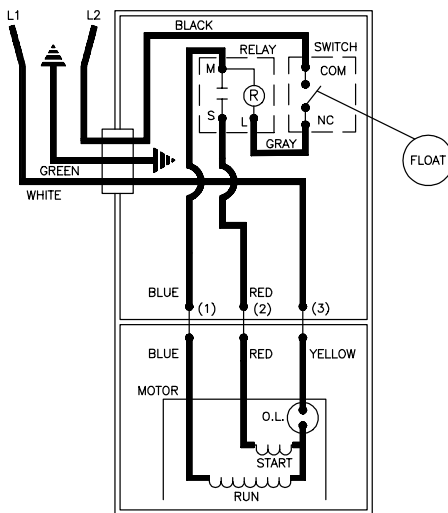 L1
L2
BLACK
RELAY
SWITCH
M
COM
R
S
L
NC
GRAY
FLOAT
GREEN
WHITE
BLUE
RED
(1)
(2)
(3)
BLUE
RED
YELLOW
MOTOR
O.L.
START
RUN